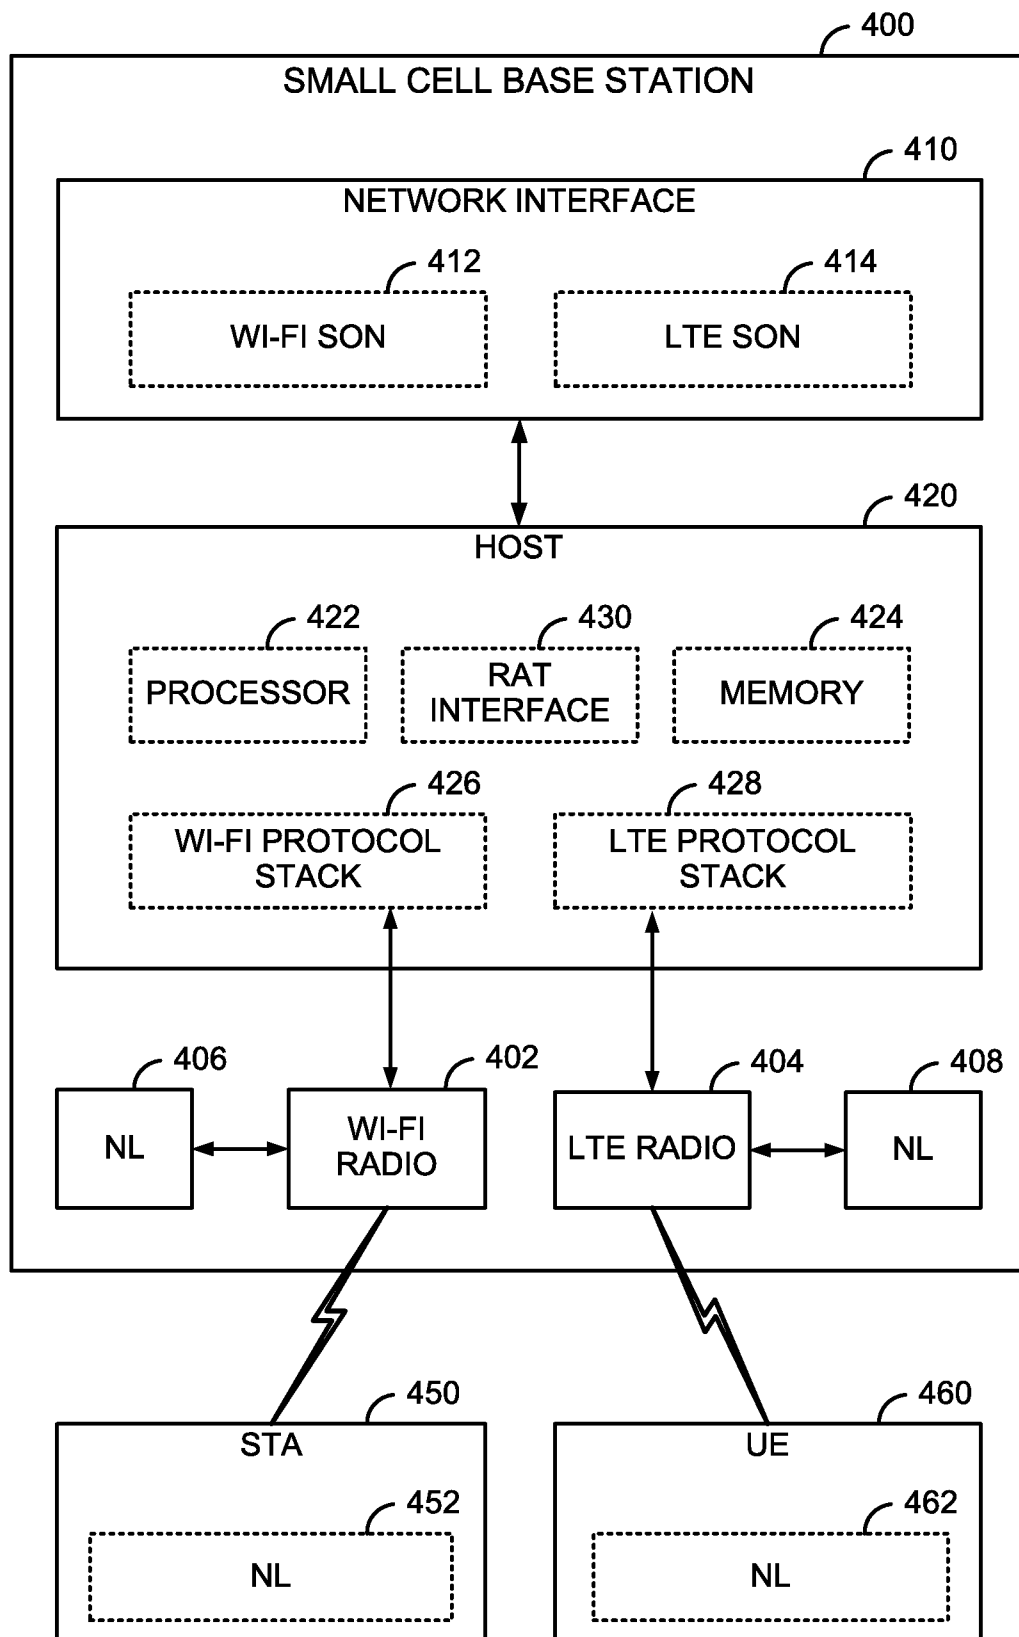 400
SMALL CELL BASE STATION
410
NETWORK INTERFACE
412
414
WI-FI SON
LTE SON
420
HOST
422
430
424
PROCESSOR
RAT
INTERFACE
MEMORY
426
428
WI-FI PROTOCOL
STACK
LTE PROTOCOL
STACK
406
402
404
408
NL
WI-FI
RADIO
LTE RADIO
NL
450
460
STA
UE
452
462
NL
NL